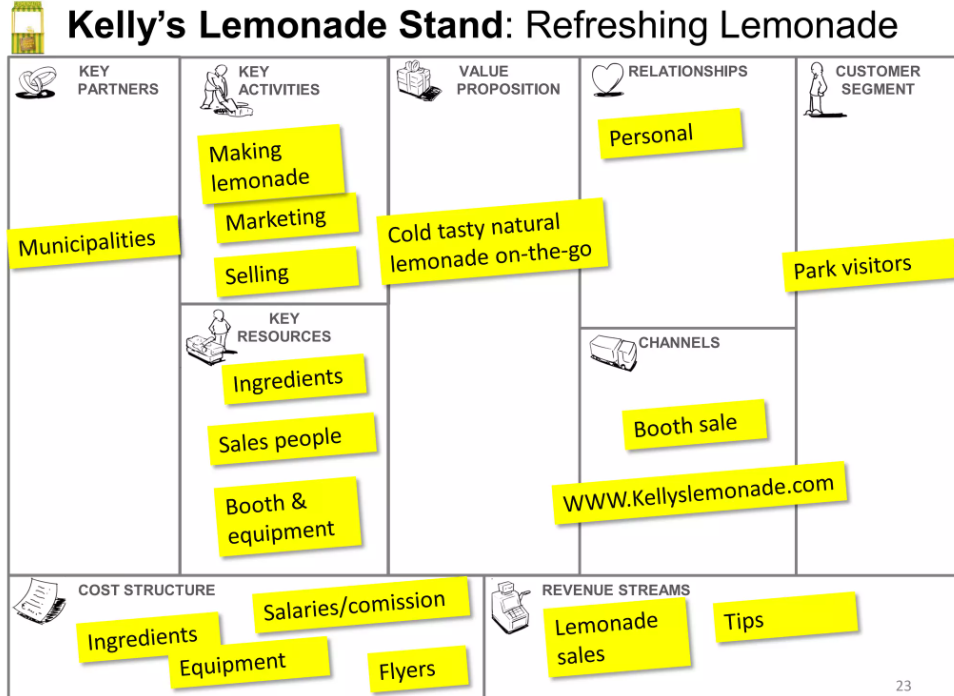 Kelly's Lemonade Stand: Refreshing Lemonade
KEY
PARTNERS
Municipalities
KEY
ACTIVITIES
Making
lemonade
Marketing
Selling
KEY
RESOURCES
Ingredients
Sales people
Booth &
equipment
VALUE
PROPOSITION
Cold tasty natural
lemonade on-the-go
RELATIONSHIPS
Personal
CHANNELS
Booth sale
WWW.Kellyslemonade.com
CUSTOMER
SEGMENT
Park visitors
COST STRUCTURE
Salaries/comission
Ingredients
Equipment
Flyers
REVENUE STREAMS
Lemonade
sales
Tips
23